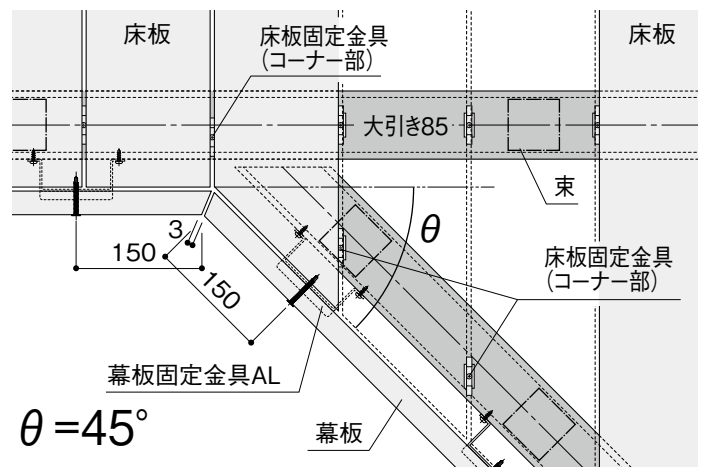 床板
床板固定金具
(コーナー部)
床板
大引き85
束
θ
床板固定金具
(コーナー部)
3
150
150
幕板固定金具AL
幕板
θ=45°